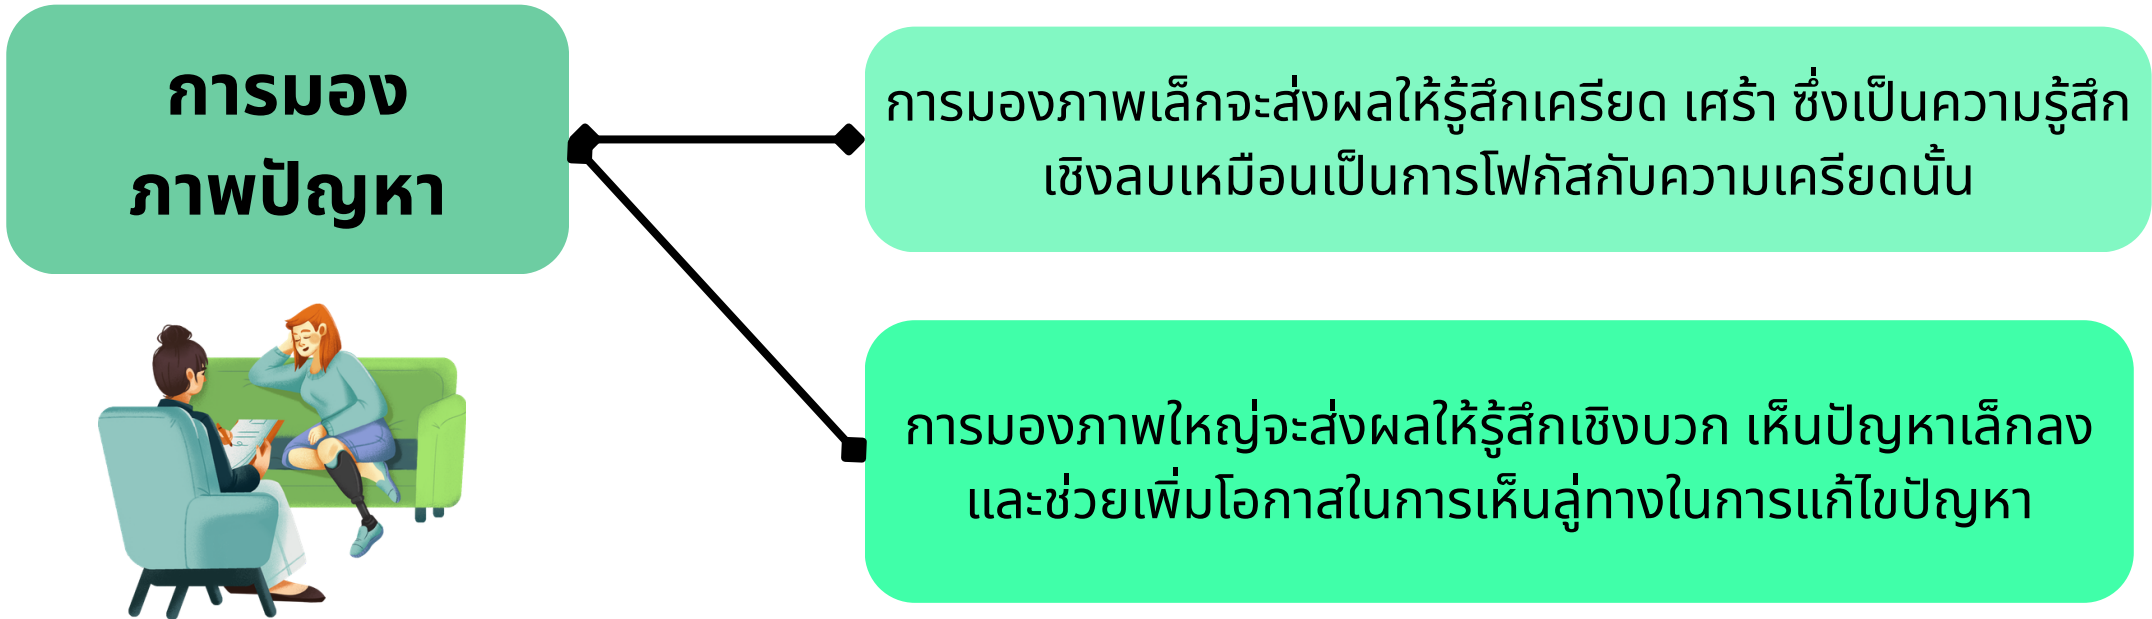 การมอง
ภาพปัญหา
การมองภาพเล็กจะส่งผลให้รู้สึกเครียด เศร้า ซึ่งเป็นความรู้สึก
เชิงลบเหมือนเป็นการโฟกัสกับความเครียดนั้น
การมองภาพใหญ่จะส่งผลให้รู้สึกเชิงบวก เห็นปัญหาเล็กลง
และช่วยเพิ่มโอกาสในการเห็นลู่ทางในการแก้ไขปัญหา